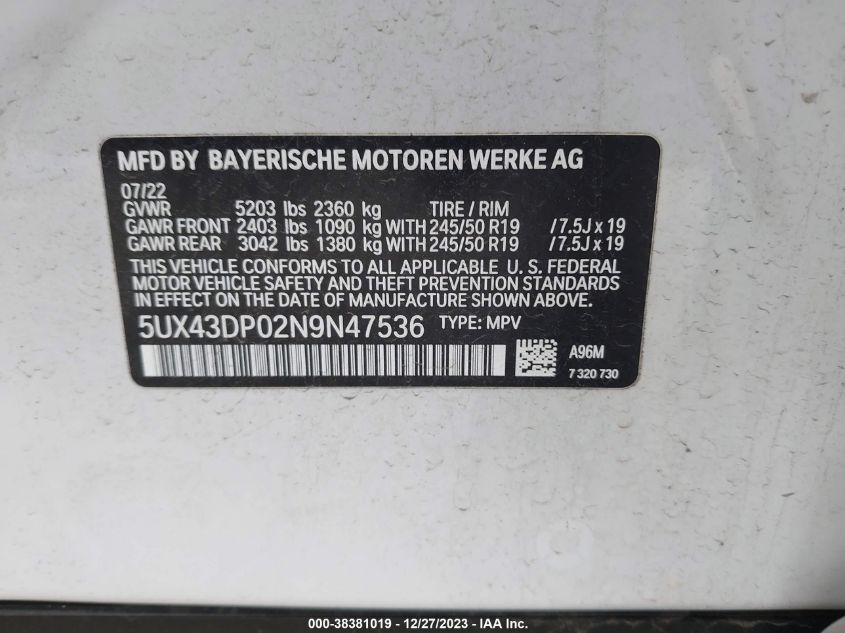 MFD BY BAYERISCHE MOTOREN WERKE AG
07/22
GVWR 5203 lbs 2360 kg TIRE / RIM
GAWR FRONT 2403 lbs 1090 kg WITH 245/50 R19 / 7.5J x 19
GAWR REAR 3042 lbs 1380 kg WITH 245/50 R19 / 7.5J x 19
THIS VEHICLE CONFORMS TO ALL APPLICABLE U. S. FEDERAL
MOTOR VEHICLE SAFETY AND THEFT PREVENTION STANDARDS
IN EFFECT ON THE DATE OF MANUFACTURE SHOWN ABOVE.
5UX43DP02N9N47536 TYPE: MPV
A96M
7 320 730
000-38381019 - 12/27/2023 - IAA Inc.